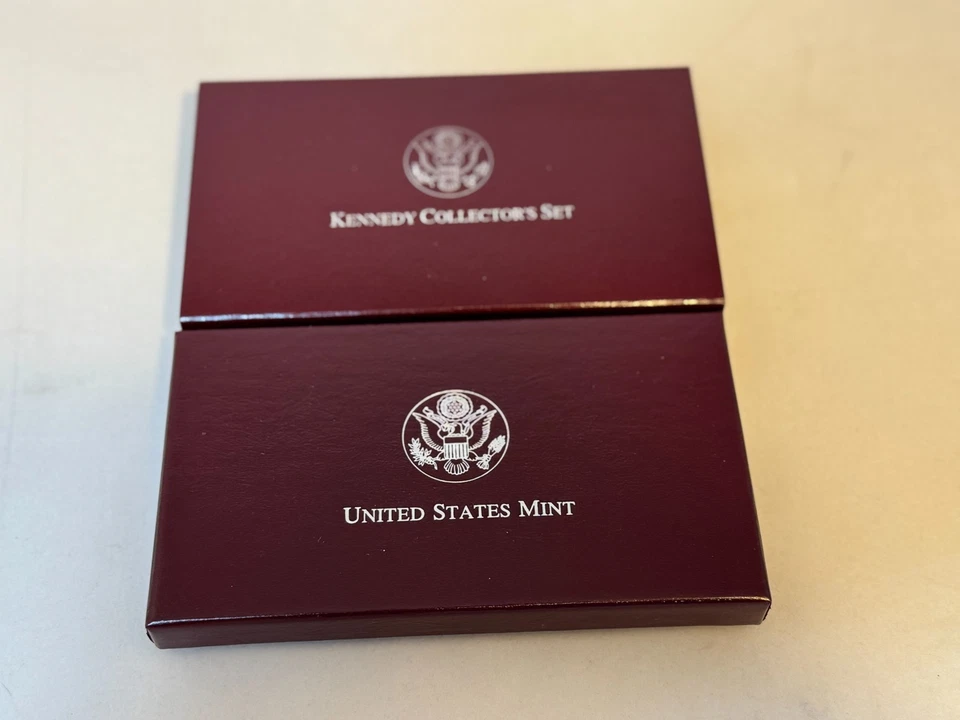 KENNEDY COLLECTOR'S SET
UNITED STATES MINT